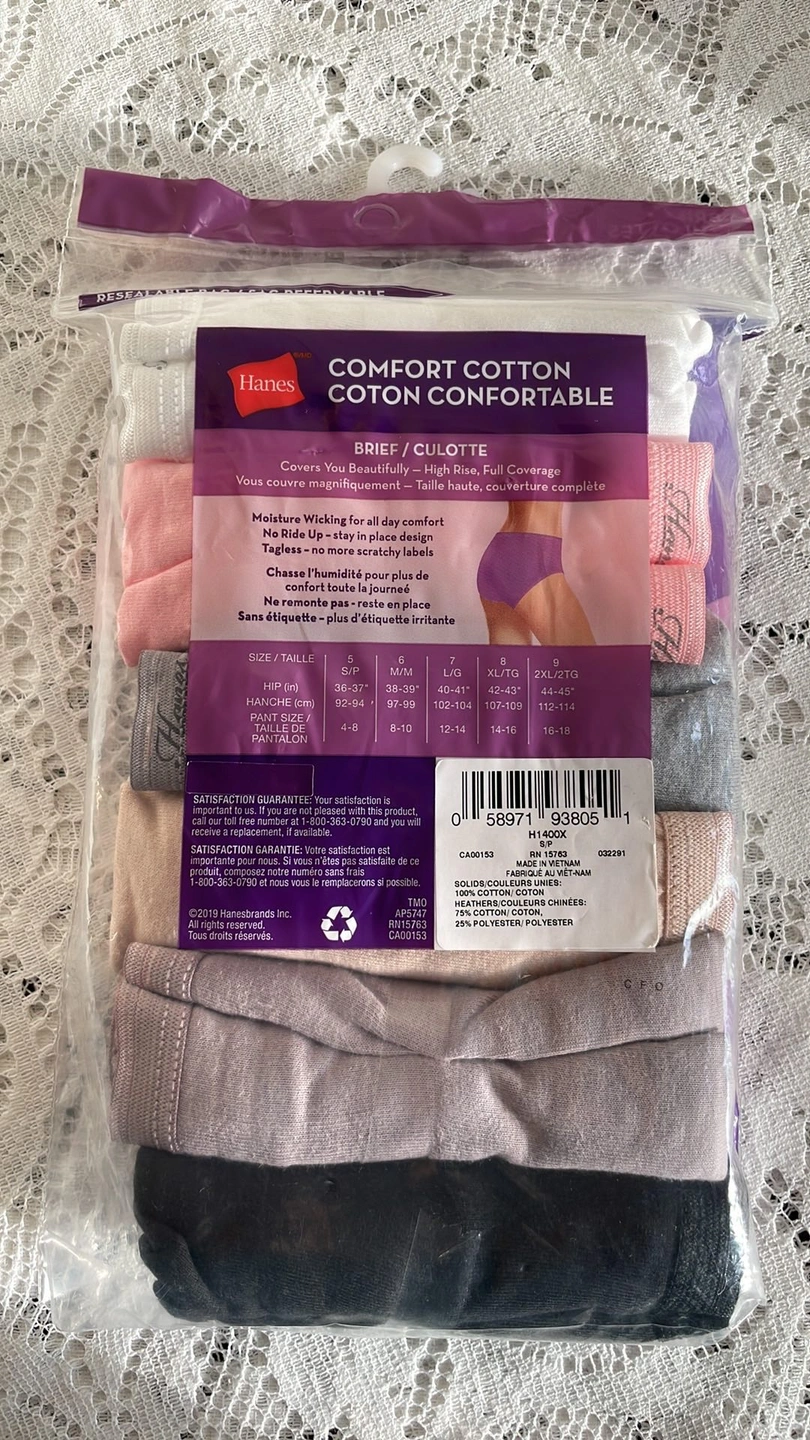 RESEALABLE BAG / SAC REFERMABLE
Hanes
COMFORT COTTON
COTON CONFORTABLE
BRIEF / CULOTTE
Covers You Beautifully – High Rise, Full Coverage
Vous couvre magnifiquement – Taille haute, couverture complète
Moisture Wicking for all day comfort
No Ride Up – stay in place design
Tagless – no more scratchy labels
Chasse l'humidité pour plus de
confort toute la journeé
Ne remonte pas - reste en place
Sans étiquette – plus d'étiquette irritante
SIZE / TAILLE 5 6 7 8 9
S/P M/M L/G XL/TG 2XL/2TG
HIP (in) 36-37" 38-39" 40-41" 42-43" 44-45"
HANCHE (cm) 92-94 97-99 102-104 107-109 112-114
PANT SIZE /
TAILLE DE
PANTALON 4-8 8-10 12-14 14-16 16-18
SATISFACTION GUARANTEE: Your satisfaction is
important to us. If you are not pleased with this product,
call our toll free number at 1-800-363-0790 and you will
receive a replacement, if available.
SATISFACTION GARANTIE: Votre satisfaction est
importante pour nous. Si vous n'êtes pas satisfaite de ce
produit, composez notre numéro sans frais
1-800-363-0790 et nous vous le remplacerons si possible.
©2019 Hanesbrands Inc.
All rights reserved.
Tous droits réservés.
TMO
AP5747
RN15763
CA00153
0 58971 93805 1
H1400X
S/P
CA00153 RN 15763 032291
MADE IN VIETNAM
FABRIQUÉ AU VIÊT-NAM
SOLIDS/COULEURS UNIES:
100% COTTON/ COTON
HEATHERS/COULEURS CHINÉES:
75% COTTON/ COTON,
25% POLYESTER/ POLYESTER
Hanes
C F O